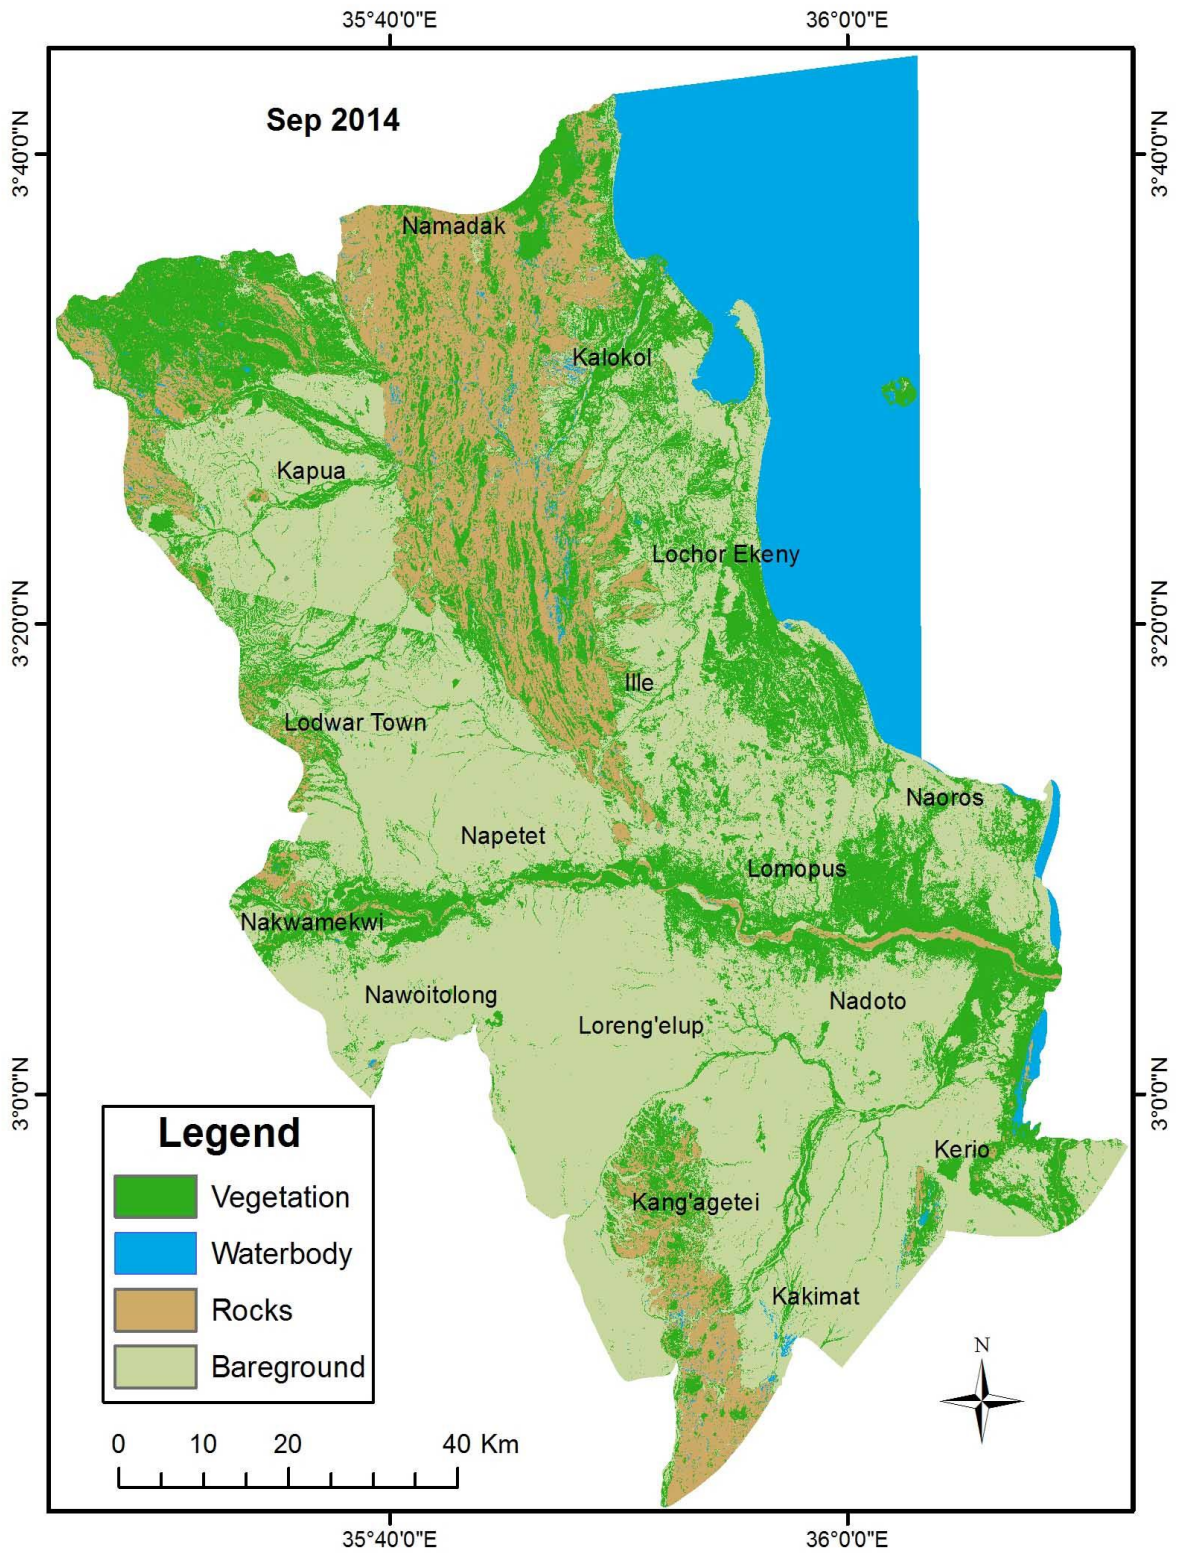 35°40'0"E
36°0'0"E
Sep 2014
3°40'0"N
3°40'0"N
Namadak
Kalokol
Kapua
Lochor Ekeny
3°20'0"N
3°20'0"N
Ille
Lodwar Town
Naoros
Napetet
Lomopus
Nakwamekwi
Nawoitolong
Nadoto
Loreng'elup
3°0'0"N
3°0'0"N
Legend
Kerio
Vegetation
Kang'agetei
Waterbody
Kakimat
Rocks
N
Bareground
0 10 20 40 Km
35°40'0"E
36°0'0"E